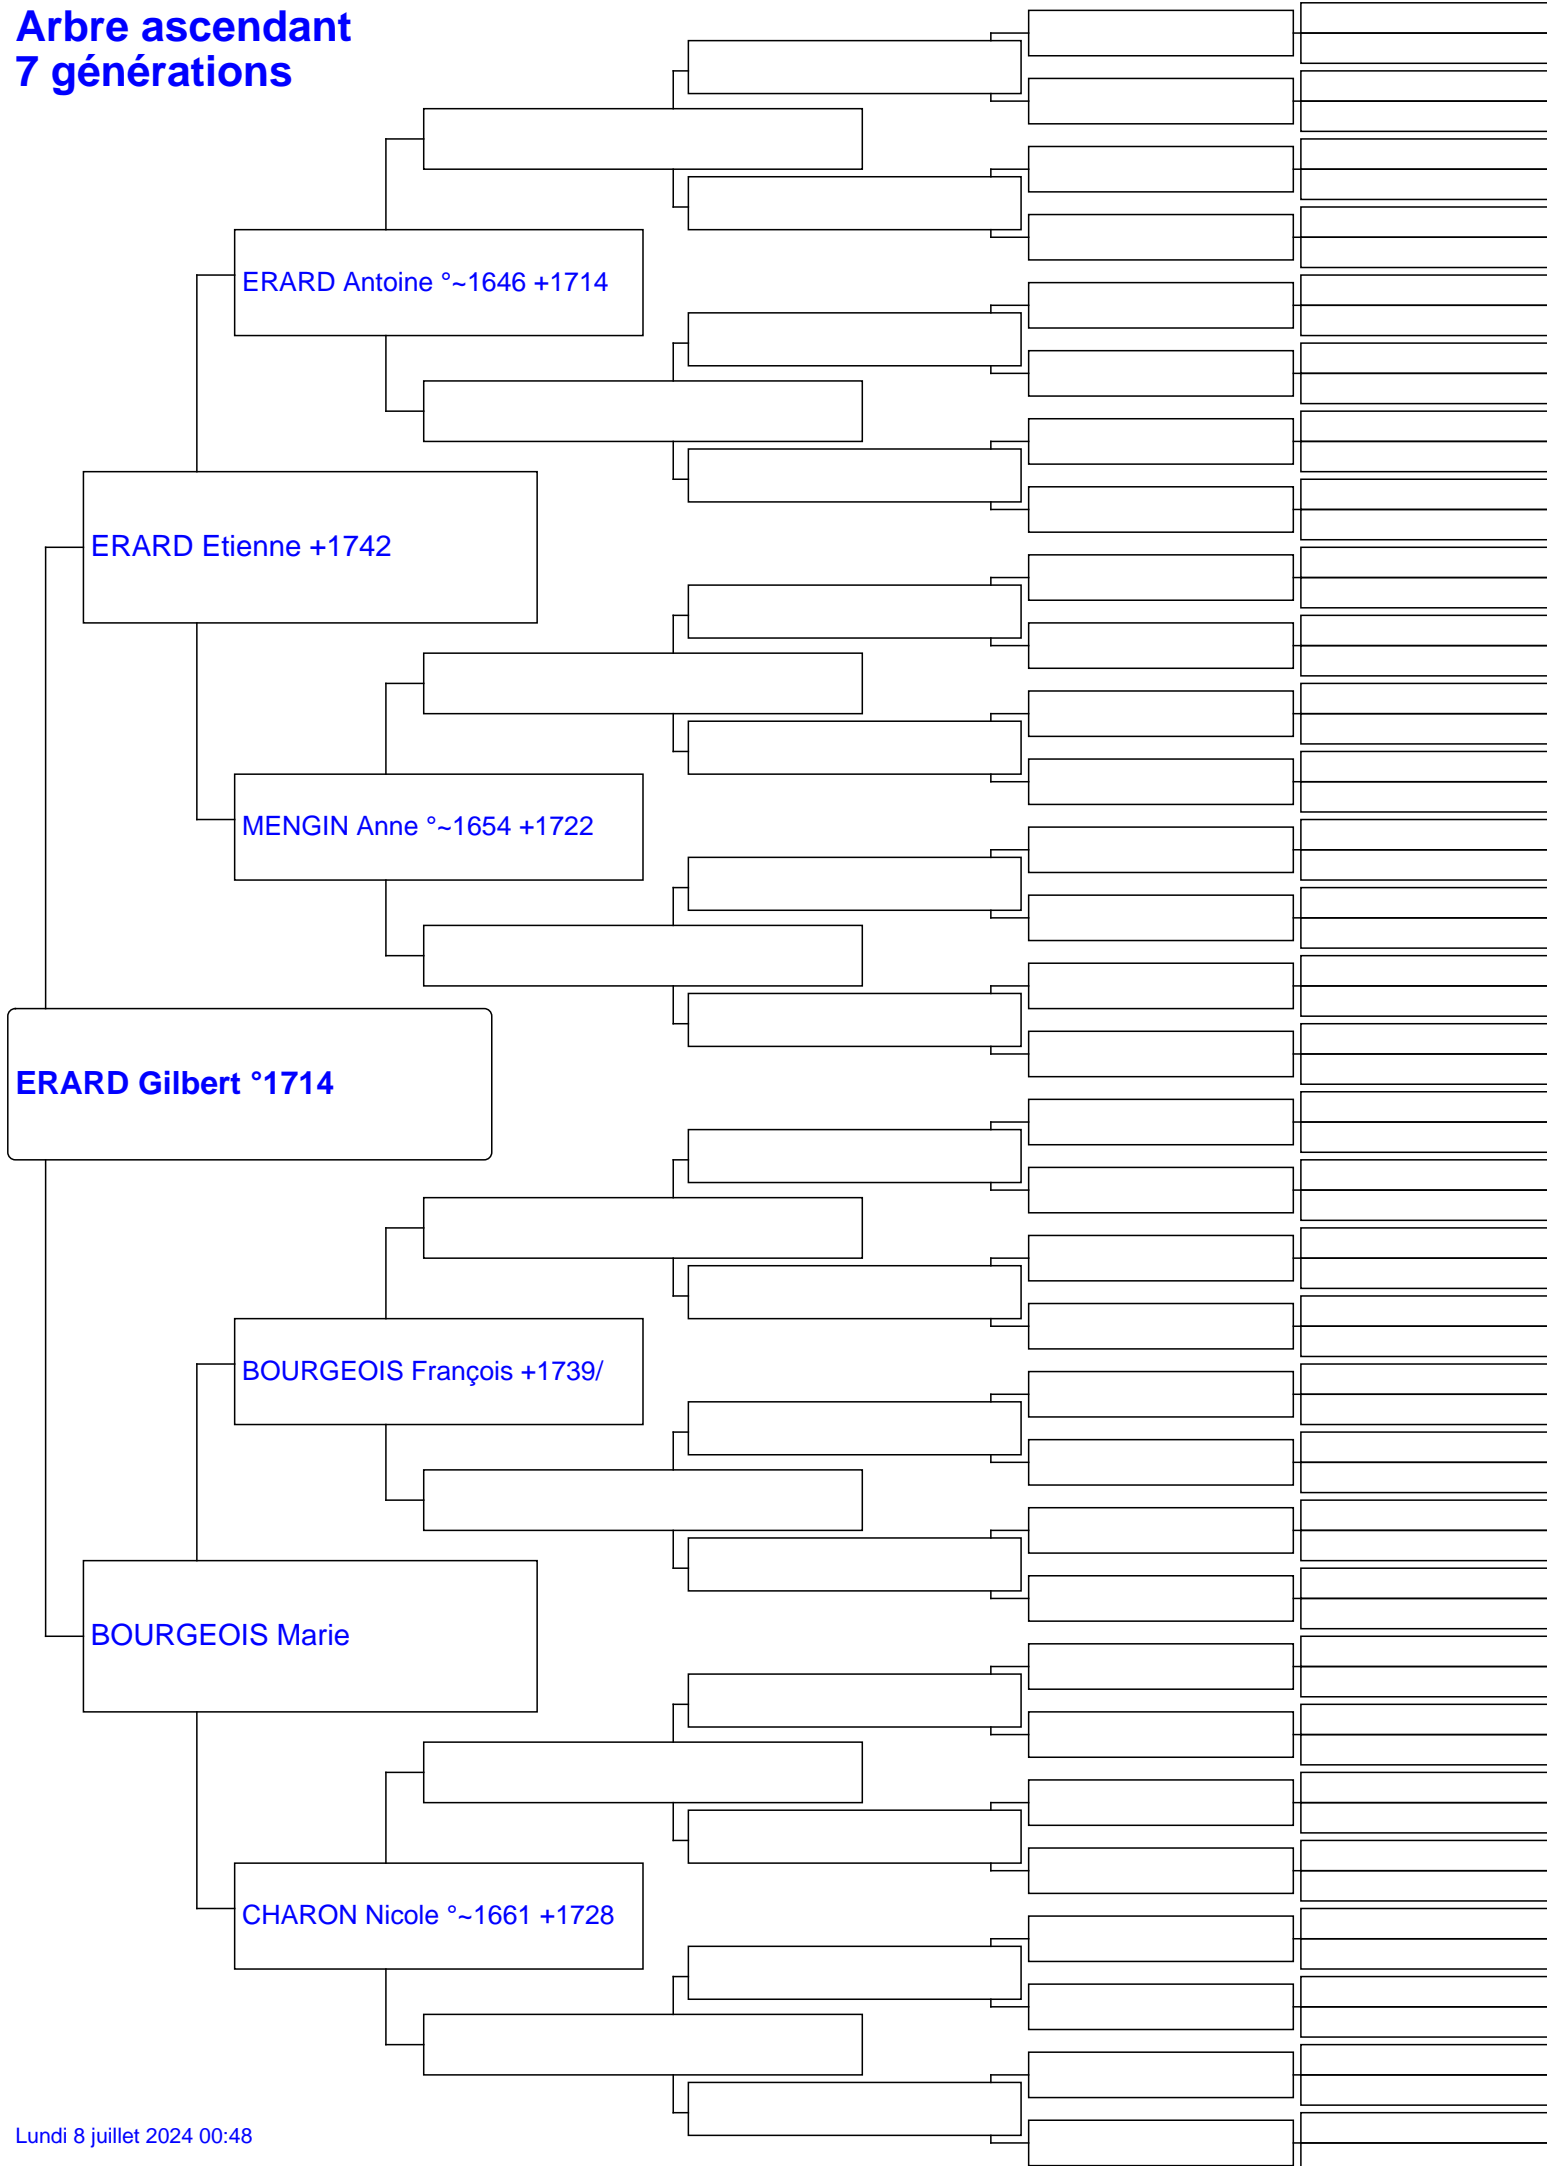 Arbre ascendant
7 générations
ERARD Antoine °~1646 +1714
ERARD Etienne +1742
MENGIN Anne °~1654 +1722
ERARD Gilbert °1714
BOURGEOIS François +1739/
BOURGEOIS Marie
CHARON Nicole °~1661 +1728
Lundi 8 juillet 2024 00:48